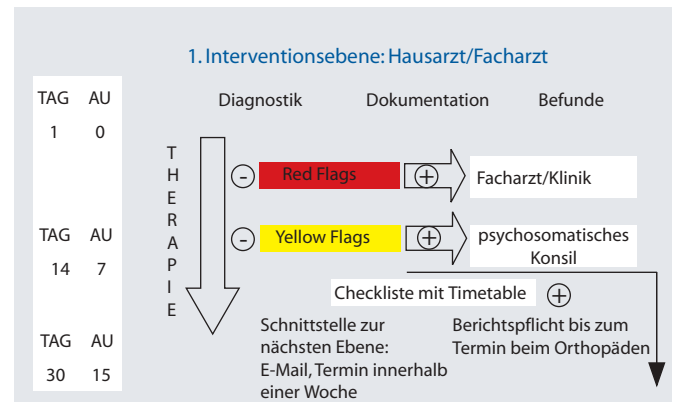 1. Interventionsebene: Hausarzt/Facharzt
TAG AU
Diagnostik Dokumentation Befunde
1 0
THERAPIE
- Red Flags + Facharzt/Klinik
TAG AU
14 7
- Yellow Flags + psychosomatisches
Konsil
Checkliste mit Timetable +
Schnittstelle zur
nächsten Ebene:
E-Mail, Termin innerhalb
einer Woche
Berichtspflicht bis zum
Termin beim Orthopäden
TAG AU
30 15